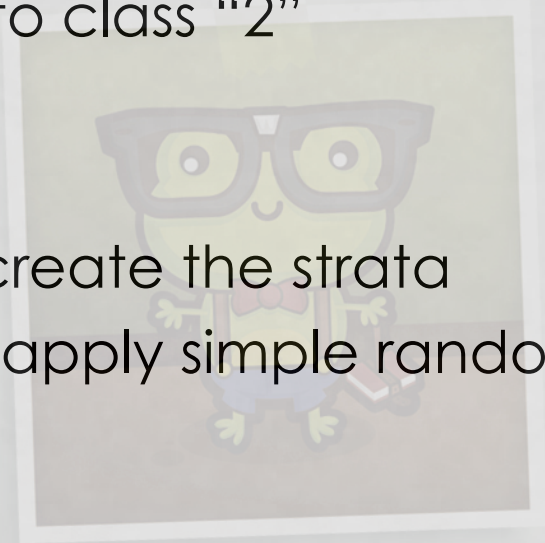 to class "2”
create the strata
apply simple rando